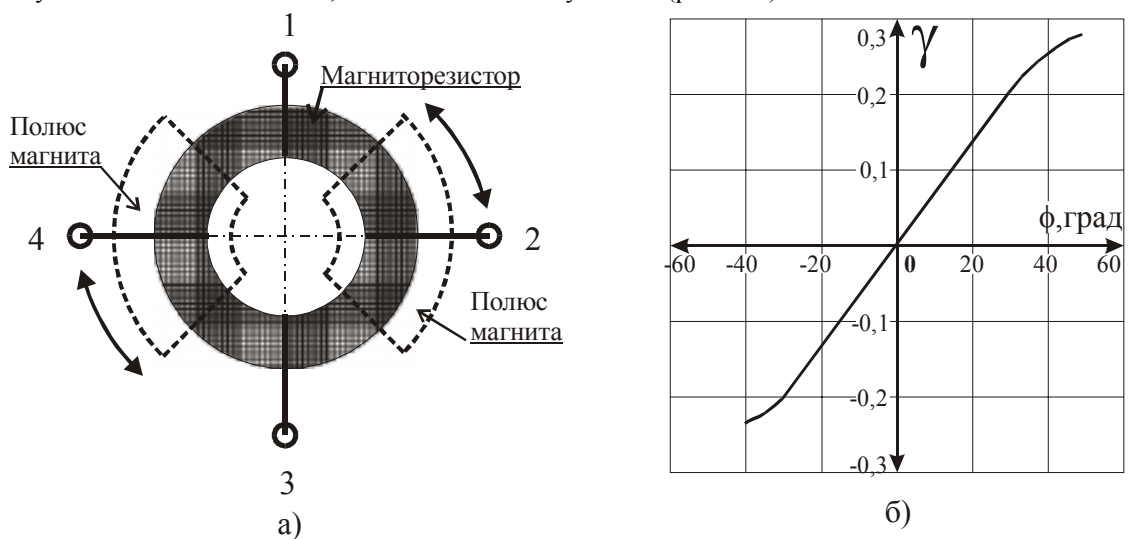 1
Магниторезистор
Полюс
магнита
4
2
Полюс
магнита
3
а)
0,3
γ
0,2
0,1
ϕ,град
-60 -40 -20 0 20 40 60
-0,1
-0,2
-0,3
б)